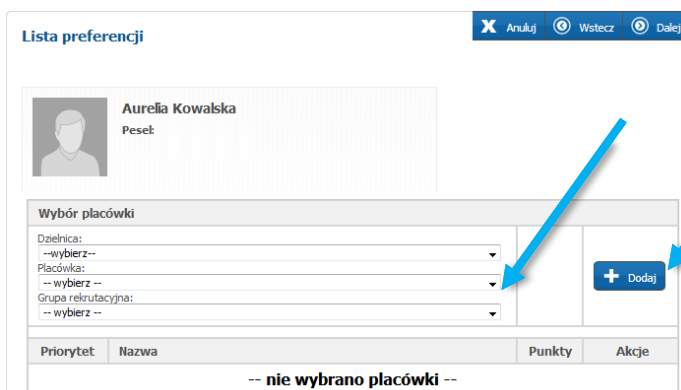 Lista preferencji
Anuluj Wstecz Dalej
Aurelia Kowalska
Pesel:
Wybór placówki
Dzielnica:
--wybierz--
Placówka:
-- wybierz --
Grupa rekrutacyjna:
-- wybierz --
Dodaj
Priorytet Nazwa Punkty Akcje
-- nie wybrano placówki --